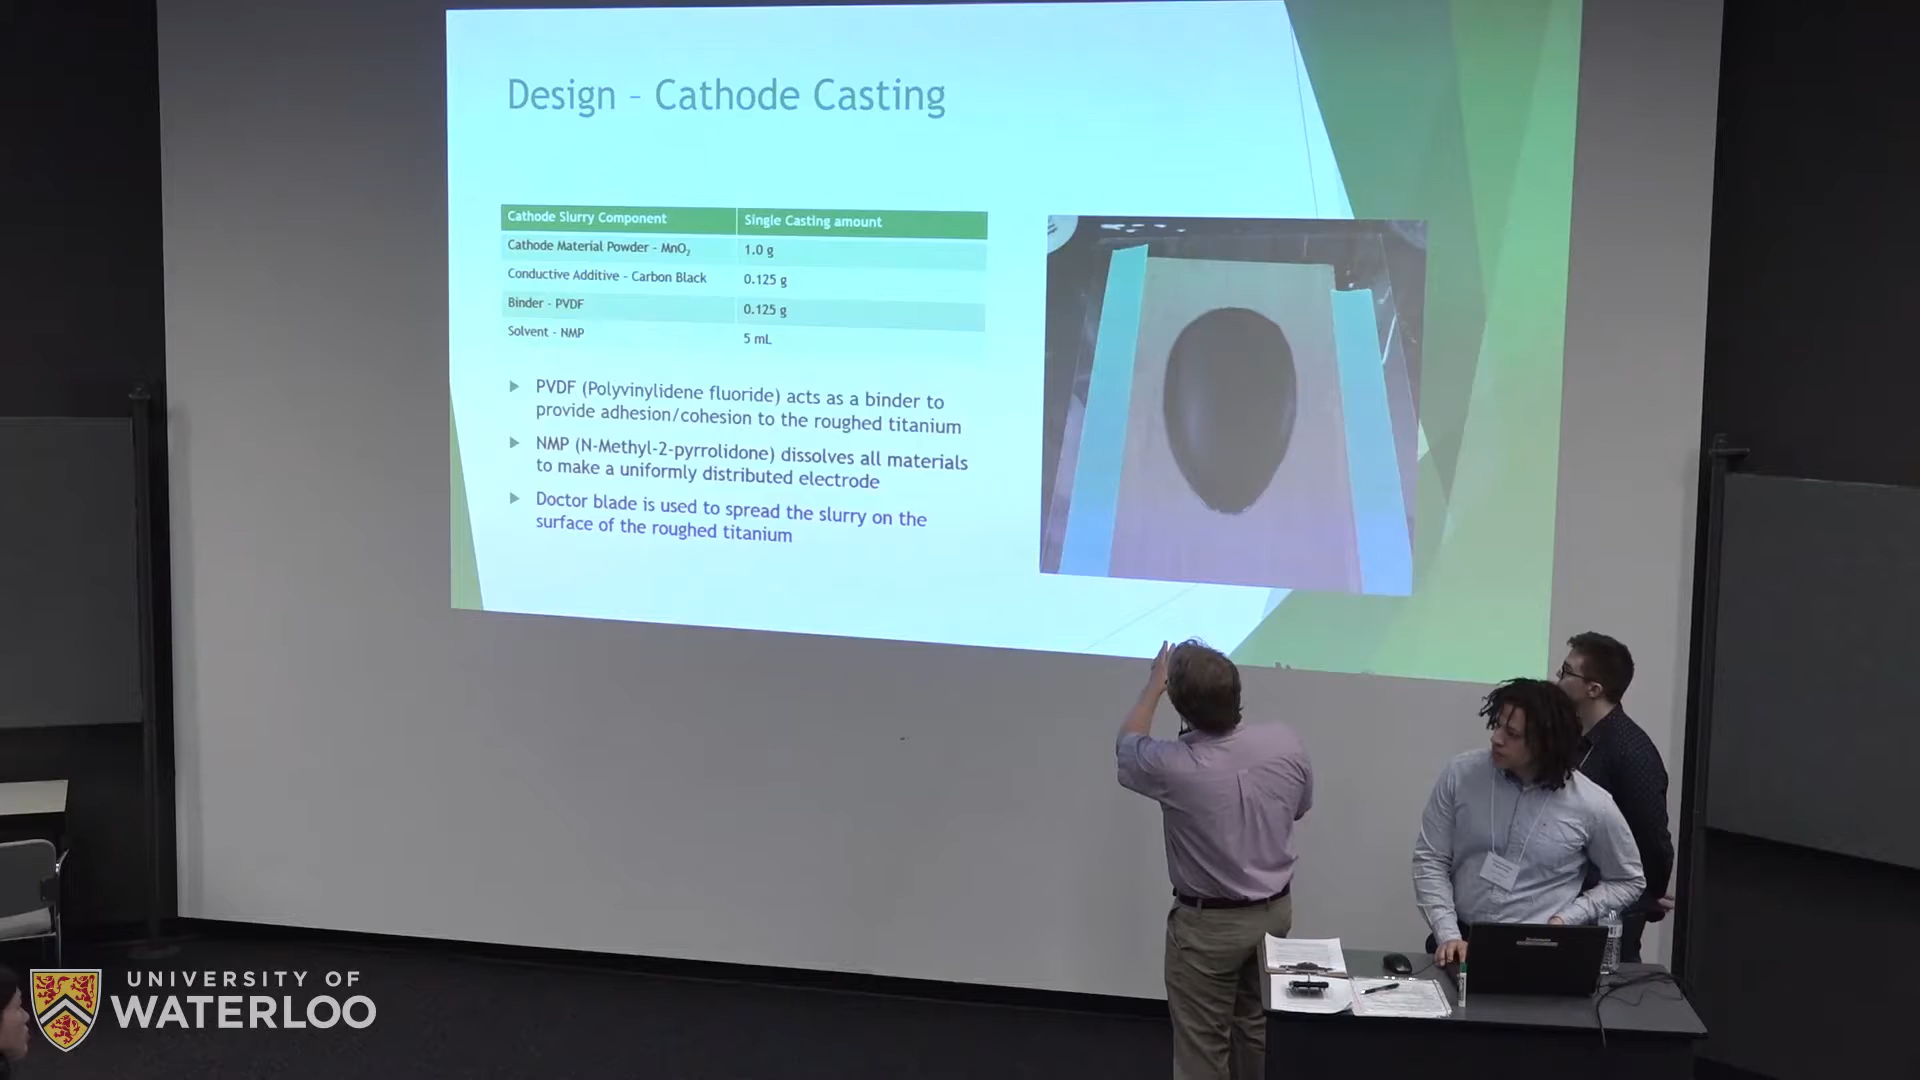 Design – Cathode Casting
Cathode Slurry Component Single Casting amount
Cathode Material Powder - MnO₂ 1.0 g
Conductive Additive - Carbon Black 0.125 g
Binder - PVDF 0.125 g
Solvent - NMP 5 mL
PVDF (Polyvinylidene fluoride) acts as a binder to
provide adhesion/cohesion to the roughed titanium
NMP (N-Methyl-2-pyrrolidone) dissolves all materials
to make a uniformly distributed electrode
Doctor blade is used to spread the slurry on the
surface of the roughed titanium
UNIVERSITY OF
WATERLOO